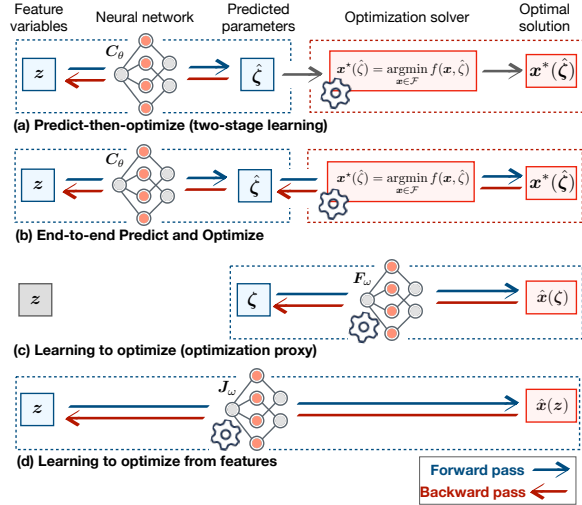 Feature variables
Neural network
Predicted parameters
Optimization solver
Optimal solution
z
C_θ
ζ̂
x⋆(ζ̂) = argmin f(x, ζ̂)
x∈F
x*(ζ̂)
(a) Predict-then-optimize (two-stage learning)
z
C_θ
ζ̂
x⋆(ζ̂) = argmin f(x, ζ̂)
x∈F
x*(ζ̂)
(b) End-to-end Predict and Optimize
z
ζ
F_ω
x̂(ζ)
(c) Learning to optimize (optimization proxy)
z
J_ω
x̂(z)
(d) Learning to optimize from features
Forward pass
Backward pass